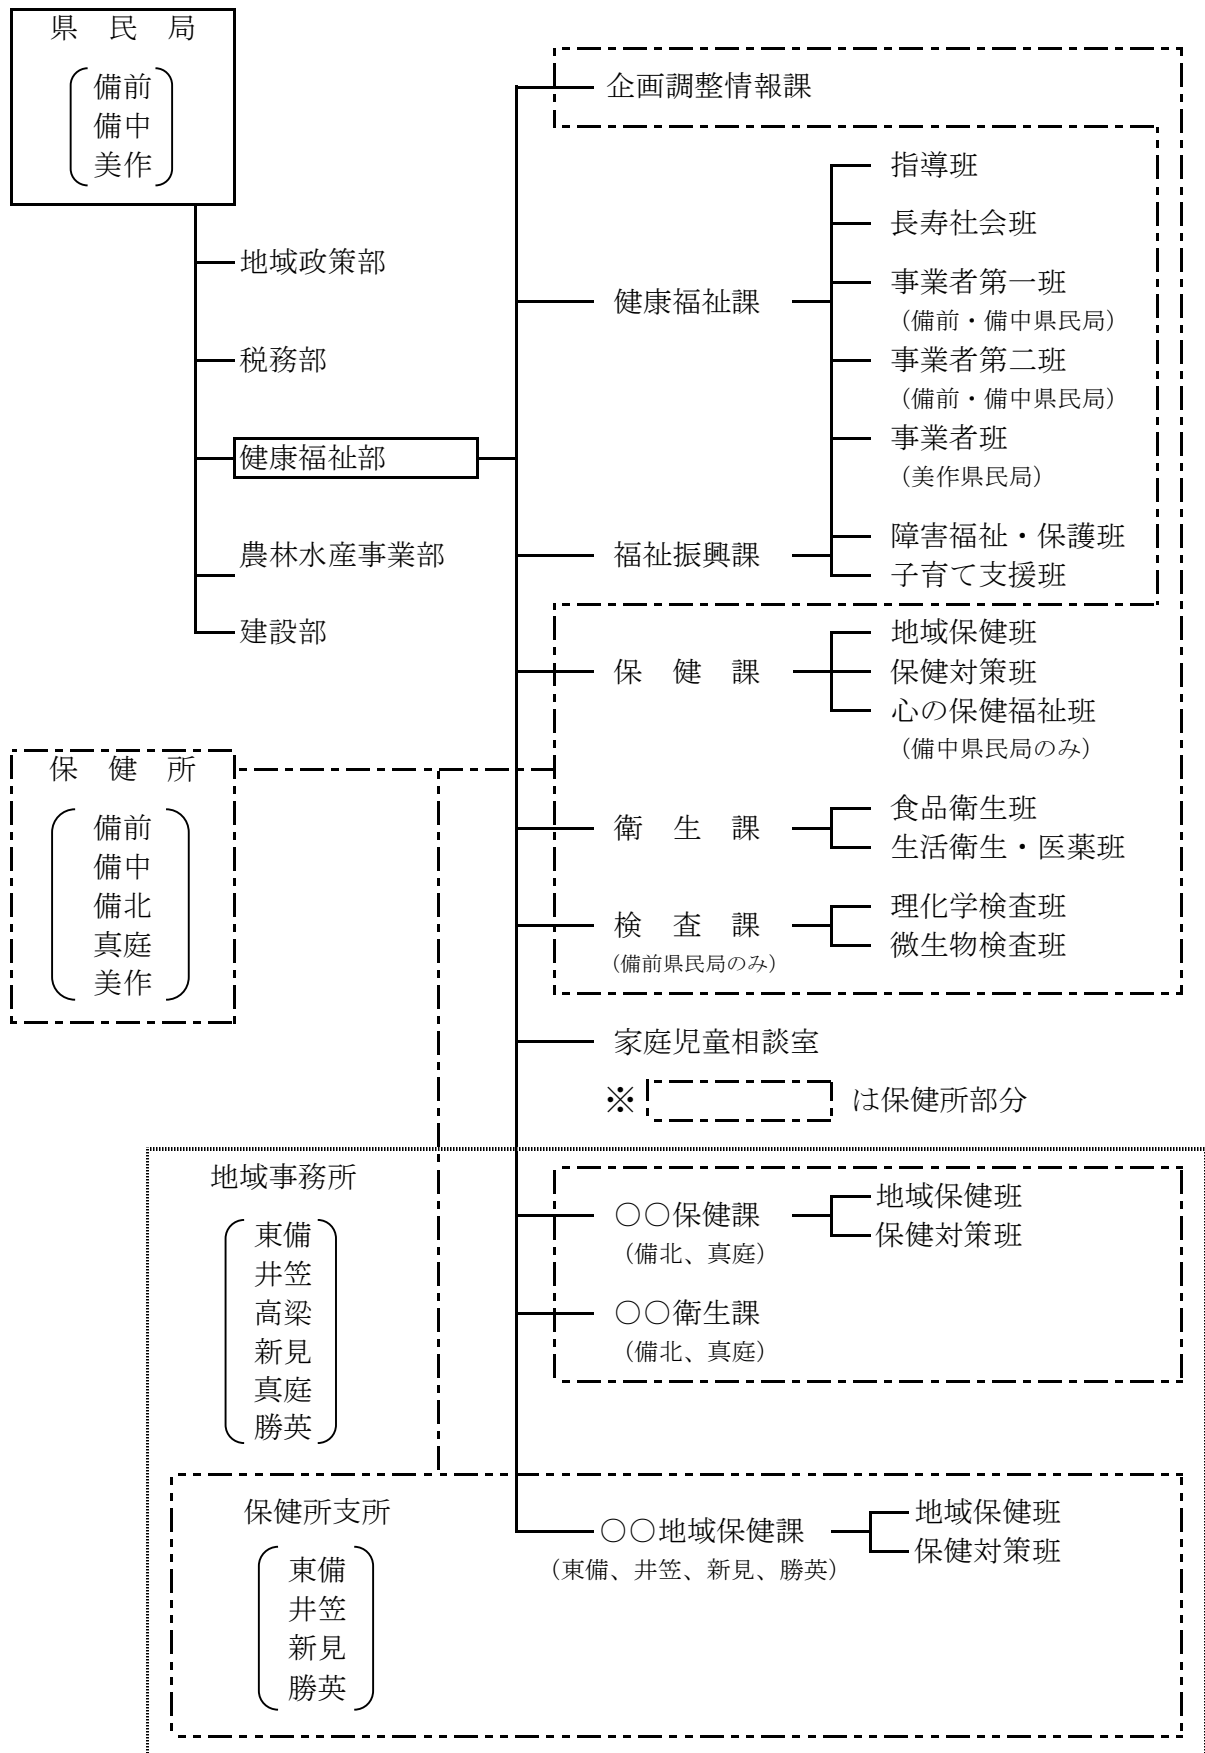 県　民　局
備前
備中
美作
地域政策部
税務部
健康福祉部
農林水産事業部
建設部
企画調整情報課
健康福祉課
指導班
長寿社会班
事業者第一班
（備前・備中県民局）
事業者第二班
（備前・備中県民局）
事業者班
（美作県民局）
福祉振興課
障害福祉・保護班
子育て支援班
保　健　課
地域保健班
保健対策班
心の保健福祉班
（備中県民局のみ）
保　健　所
備前
備中
備北
真庭
美作
衛　生　課
食品衛生班
生活衛生・医薬班
検　査　課
（備前県民局のみ）
理化学検査班
微生物検査班
家庭児童相談室
※　は保健所部分
地域事務所
東備
井笠
高梁
新見
真庭
勝英
○○保健課
（備北、真庭）
地域保健班
保健対策班
○○衛生課
（備北、真庭）
保健所支所
東備
井笠
新見
勝英
○○地域保健課
（東備、井笠、新見、勝英）
地域保健班
保健対策班